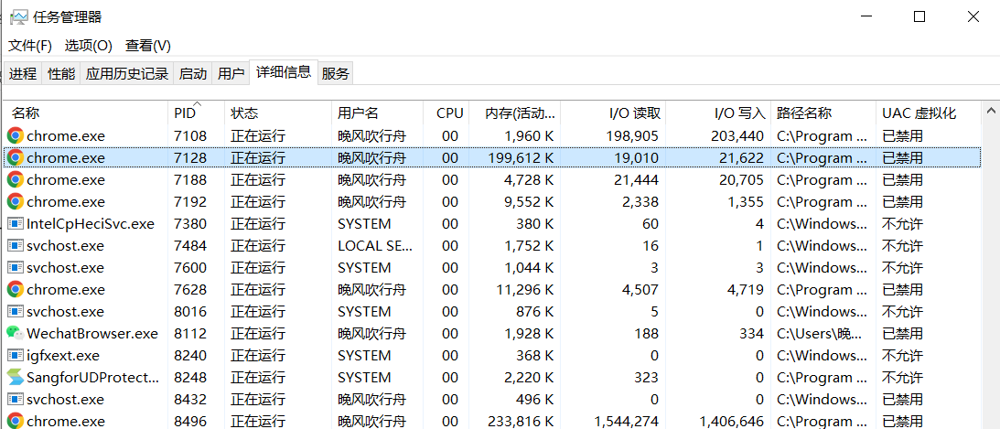 任务管理器
文件(F) 选项(O) 查看(V)
进程 性能 应用历史记录 启动 用户 详细信息 服务
名称 PID 状态 用户名 CPU 内存(活动... I/O 读取 I/O 写入 路径名称 UAC 虚拟化
chrome.exe 7108 正在运行 晚风吹行舟 00 1,960 K 198,905 203,440 C:\Program ... 已禁用
chrome.exe 7128 正在运行 晚风吹行舟 00 199,612 K 19,010 21,622 C:\Program ... 已禁用
chrome.exe 7188 正在运行 晚风吹行舟 00 4,728 K 21,444 20,705 C:\Program ... 已禁用
chrome.exe 7192 正在运行 晚风吹行舟 00 9,552 K 2,338 1,355 C:\Program ... 已禁用
IntelCpHeciSvc.exe 7380 正在运行 SYSTEM 00 380 K 60 4 C:\Windows... 不允许
svchost.exe 7484 正在运行 LOCAL SE... 00 1,752 K 16 1 C:\Windows... 不允许
svchost.exe 7600 正在运行 SYSTEM 00 1,044 K 3 3 C:\Windows... 不允许
chrome.exe 7628 正在运行 晚风吹行舟 00 11,296 K 4,507 4,719 C:\Program ... 已禁用
svchost.exe 8016 正在运行 SYSTEM 00 876 K 5 0 C:\Windows... 不允许
WechatBrowser.exe 8112 正在运行 晚风吹行舟 00 1,928 K 188 334 C:\Users\晚... 已禁用
igfxext.exe 8240 正在运行 SYSTEM 00 368 K 0 0 C:\Windows... 不允许
SangforUDProtect... 8248 正在运行 SYSTEM 00 2,220 K 323 0 C:\Program ... 不允许
svchost.exe 8432 正在运行 晚风吹行舟 00 496 K 0 0 C:\Windows... 已禁用
chrome.exe 8496 正在运行 晚风吹行舟 00 233,816 K 1,544,274 1,406,646 C:\Program ... 已禁用